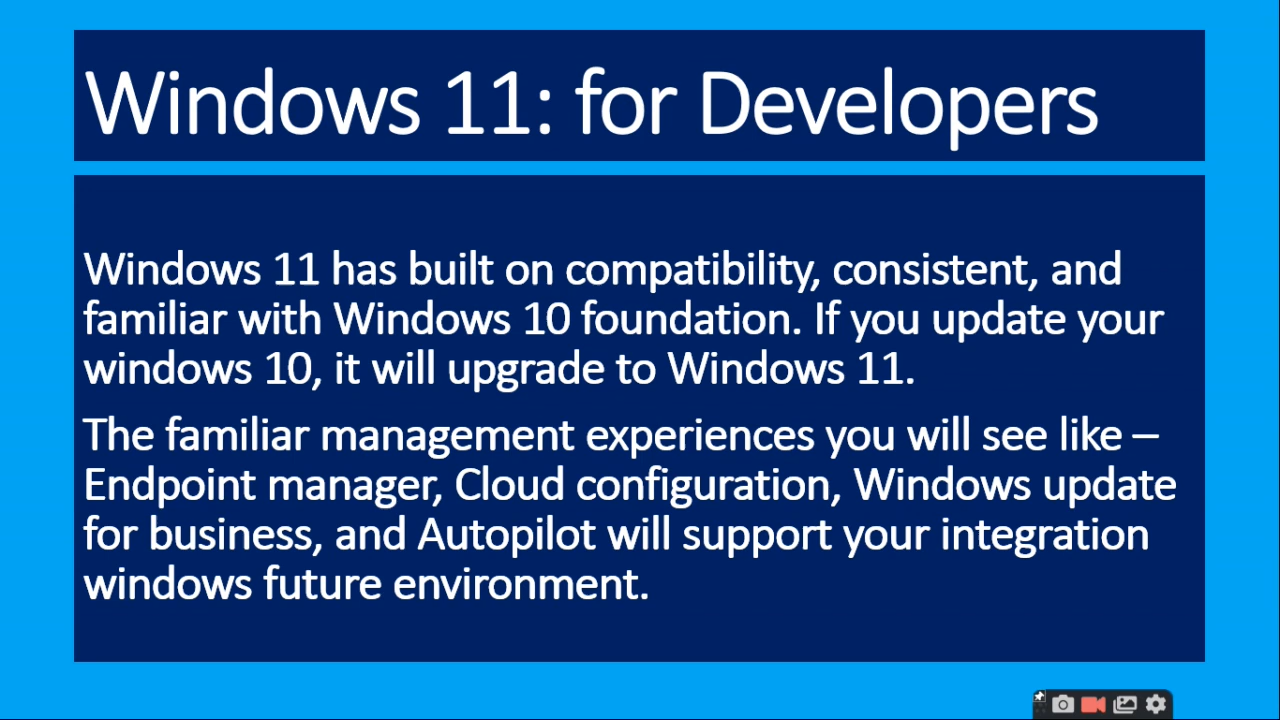 Windows 11: for Developers
Windows 11 has built on compatibility, consistent, and
familiar with Windows 10 foundation. If you update your
windows 10, it will upgrade to Windows 11.
The familiar management experiences you will see like –
Endpoint manager, Cloud configuration, Windows update
for business, and Autopilot will support your integration
windows future environment.